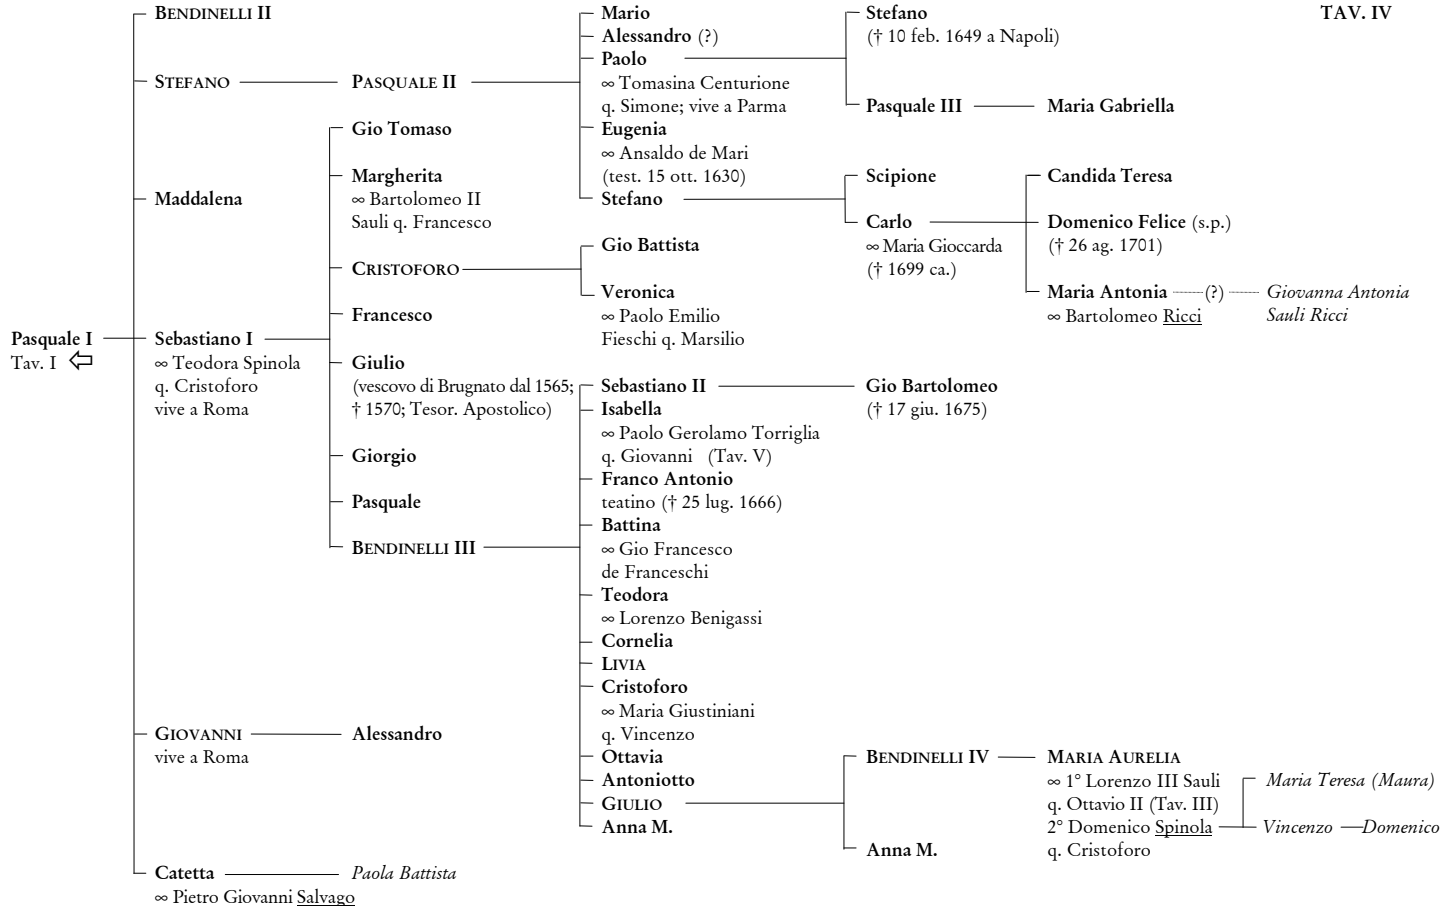 TAV. IV
Pasquale I
Tav. I
BENDINELLI II
STEFANO
Maddalena
Sebastiano I
∞ Teodora Spinola
q. Cristoforo
vive a Roma
GIOVANNI
vive a Roma
Catetta
∞ Pietro Giovanni Salvago
PASQUALE II
Gio Tomaso
Margherita
∞ Bartolomeo II
Sauli q. Francesco
CRISTOFORO
Francesco
Giulio
(vescovo di Brugnato dal 1565;
† 1570; Tesor. Apostolico)
Giorgio
Pasquale
BENDINELLI III
Alessandro
Paola Battista
Mario
Alessandro (?)
Paolo
∞ Tomasina Centurione
q. Simone; vive a Parma
Eugenia
∞ Ansaldo de Mari
(test. 15 ott. 1630)
Stefano
Gio Battista
Veronica
∞ Paolo Emilio
Fieschi q. Marsilio
Sebastiano II
Isabella
∞ Paolo Gerolamo Torriglia
q. Giovanni (Tav. V)
Franco Antonio
teatino († 25 lug. 1666)
Battina
∞ Gio Francesco
de Franceschi
Teodora
∞ Lorenzo Benigassi
Cornelia
LIVIA
Cristoforo
∞ Maria Giustiniani
q. Vincenzo
Ottavia
Antoniotto
GIULIO
Anna M.
Stefano
(† 10 feb. 1649 a Napoli)
Pasquale III
Scipione
Carlo
∞ Maria Gioccarda
(† 1699 ca.)
Gio Bartolomeo
(† 17 giu. 1675)
BENDINELLI IV
Anna M.
Maria Gabriella
Candida Teresa
Domenico Felice (s.p.)
(† 26 ag. 1701)
Maria Antonia (?)
∞ Bartolomeo Ricci
Giovanna Antonia
Sauli Ricci
MARIA AURELIA
∞ 1° Lorenzo III Sauli
q. Ottavio II (Tav. III)
2° Domenico Spinola
q. Cristoforo
Maria Teresa (Maura)
Vincenzo
Domenico